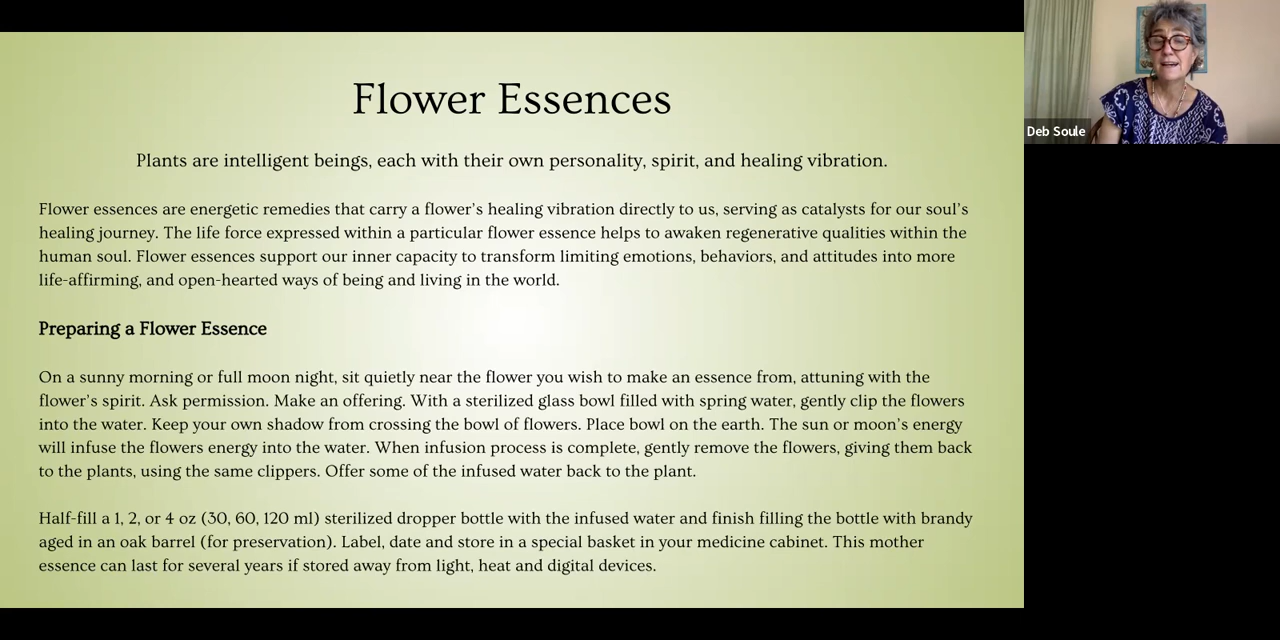 Flower Essences
Plants are intelligent beings, each with their own personality, spirit, and healing vibration.
Flower essences are energetic remedies that carry a flower's healing vibration directly to us, serving as catalysts for our soul's
healing journey. The life force expressed within a particular flower essence helps to awaken regenerative qualities within the
human soul. Flower essences support our inner capacity to transform limiting emotions, behaviors, and attitudes into more
life-affirming, and open-hearted ways of being and living in the world.
Preparing a Flower Essence
On a sunny morning or full moon night, sit quietly near the flower you wish to make an essence from, attuning with the
flower's spirit. Ask permission. Make an offering. With a sterilized glass bowl filled with spring water, gently clip the flowers
into the water. Keep your own shadow from crossing the bowl of flowers. Place bowl on the earth. The sun or moon's energy
will infuse the flowers energy into the water. When infusion process is complete, gently remove the flowers, giving them back
to the plants, using the same clippers. Offer some of the infused water back to the plant.
Half-fill a 1, 2, or 4 oz (30, 60, 120 ml) sterilized dropper bottle with the infused water and finish filling the bottle with brandy
aged in an oak barrel (for preservation). Label, date and store in a special basket in your medicine cabinet. This mother
essence can last for several years if stored away from light, heat and digital devices.
Deb Soule